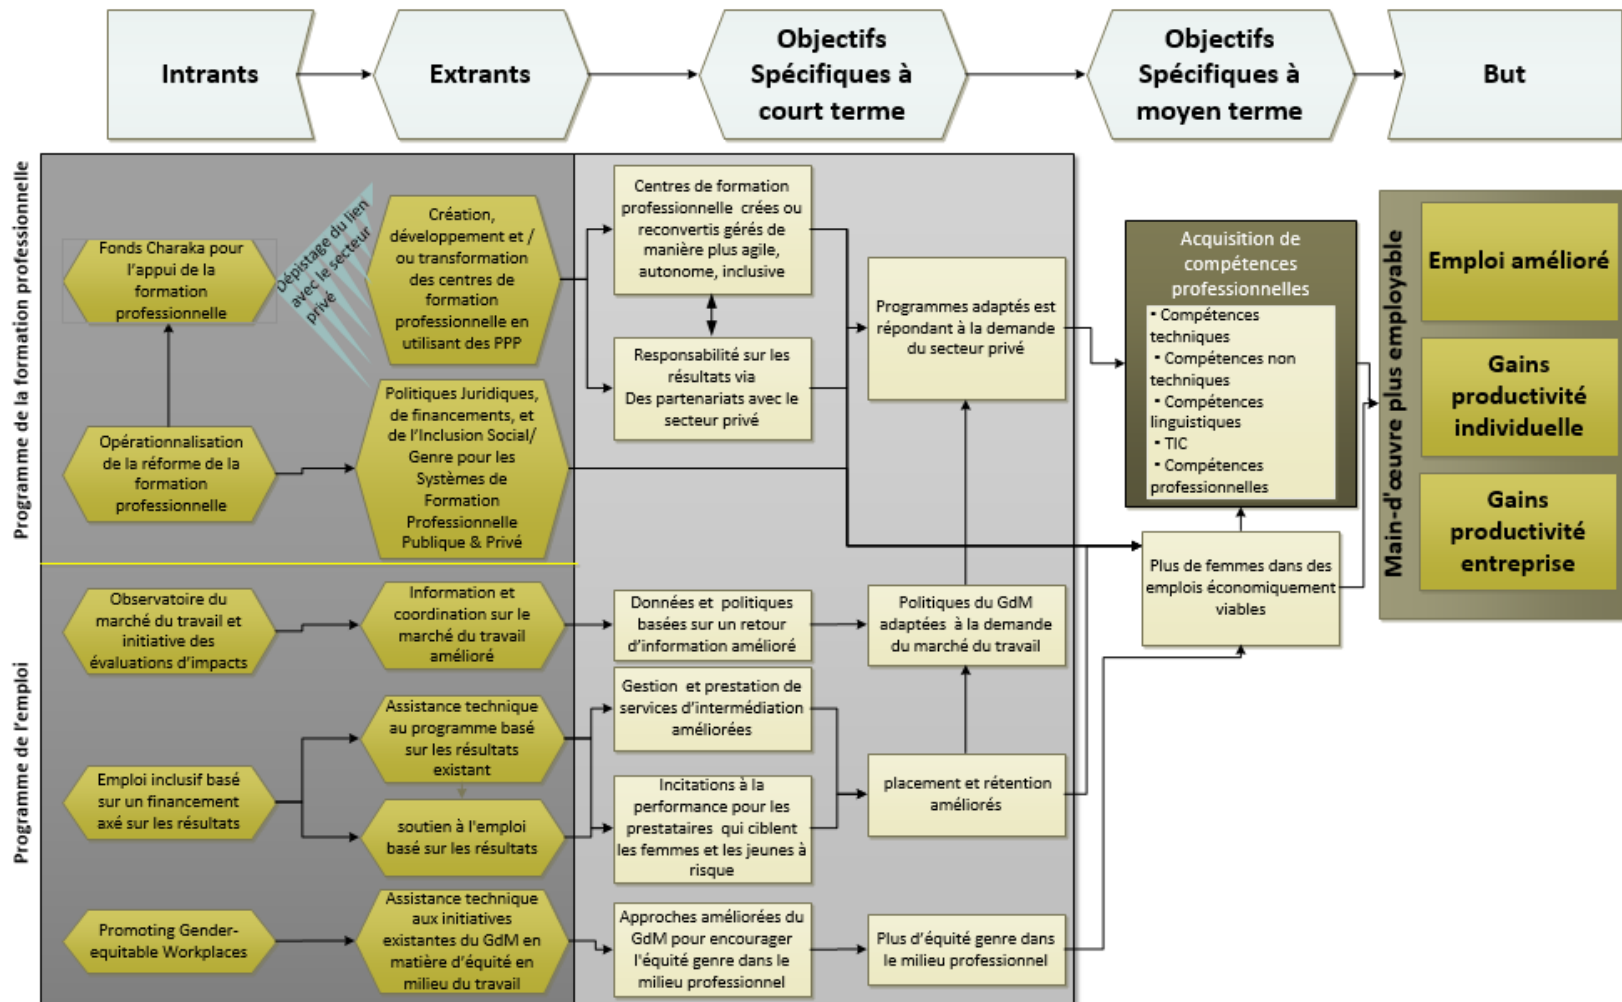 Intrants
Extrants
Objectifs
Spécifiques à
court terme
Objectifs
Spécifiques à
moyen terme
But
Programme de la formation professionnelle
Fonds Charaka pour
l'appui de la
formation
professionnelle
Dépistage du lien
avec le secteur
privé
Création,
développement et /
ou transformation
des centres de
formation
professionnelle en
utilisant des PPP
Opérationnalisation
de la réforme de la
formation
professionnelle
Politiques Juridiques,
de financements, et
de l'Inclusion Social/
Genre pour les
Systèmes de
Formation
Professionnelle
Publique & Privé
Centres de formation
professionnelle crées ou
reconvertis gérés de
manière plus agile,
autonome, inclusive
Responsabilité sur les
résultats via
Des partenariats avec le
secteur privé
Programmes adaptés est
répondant à la demande
du secteur privé
Acquisition de
compétences
professionnelles
▪ Compétences
techniques
▪ Compétences non
techniques
▪ Compétences
linguistiques
▪ TIC
▪ Compétences
professionnelles
Plus de femmes dans des
emplois économiquement
viables
Main-d'œuvre plus employable
Emploi amélioré
Gains
productivité
individuelle
Gains
productivité
entreprise
Programme de l'emploi
Observatoire du
marché du travail et
initiative des
évaluations d'impacts
Information et
coordination sur le
marché du travail
amélioré
Données et politiques
basées sur un retour
d'information amélioré
Politiques du GdM
adaptées à la demande
du marché du travail
Emploi inclusif basé
sur un financement
axé sur les résultats
Assistance technique
au programme basé
sur les résultats
existant
soutien à l'emploi
basé sur les résultats
Gestion et prestation de
services d'intermédiation
améliorées
Incitations à la
performance pour les
prestataires qui ciblent
les femmes et les jeunes à
risque
placement et rétention
améliorés
Promoting Gender-
equitable Workplaces
Assistance technique
aux initiatives
existantes du GdM en
matière d'équité en
milieu du travail
Approches améliorées du
GdM pour encourager
l'équité genre dans le
milieu professionnel
Plus d'équité genre dans
le milieu professionnel